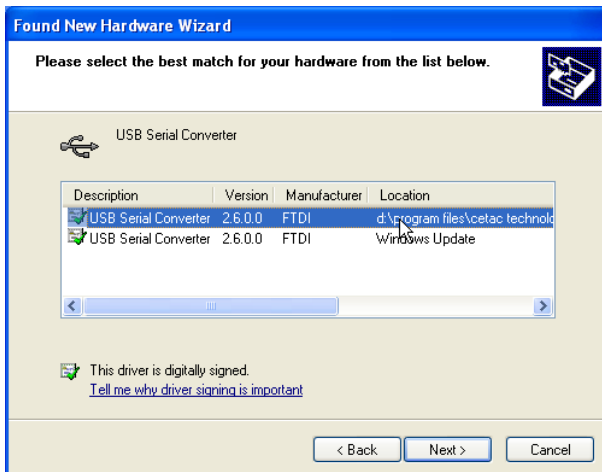 Found New Hardware Wizard
Please select the best match for your hardware from the list below.
USB Serial Converter
Description Version Manufacturer Location
USB Serial Converter 2.6.0.0 FTDI d:\program files\cetac technolo
USB Serial Converter 2.6.0.0 FTDI Windows Update
This driver is digitally signed.
Tell me why driver signing is important
< Back Next > Cancel